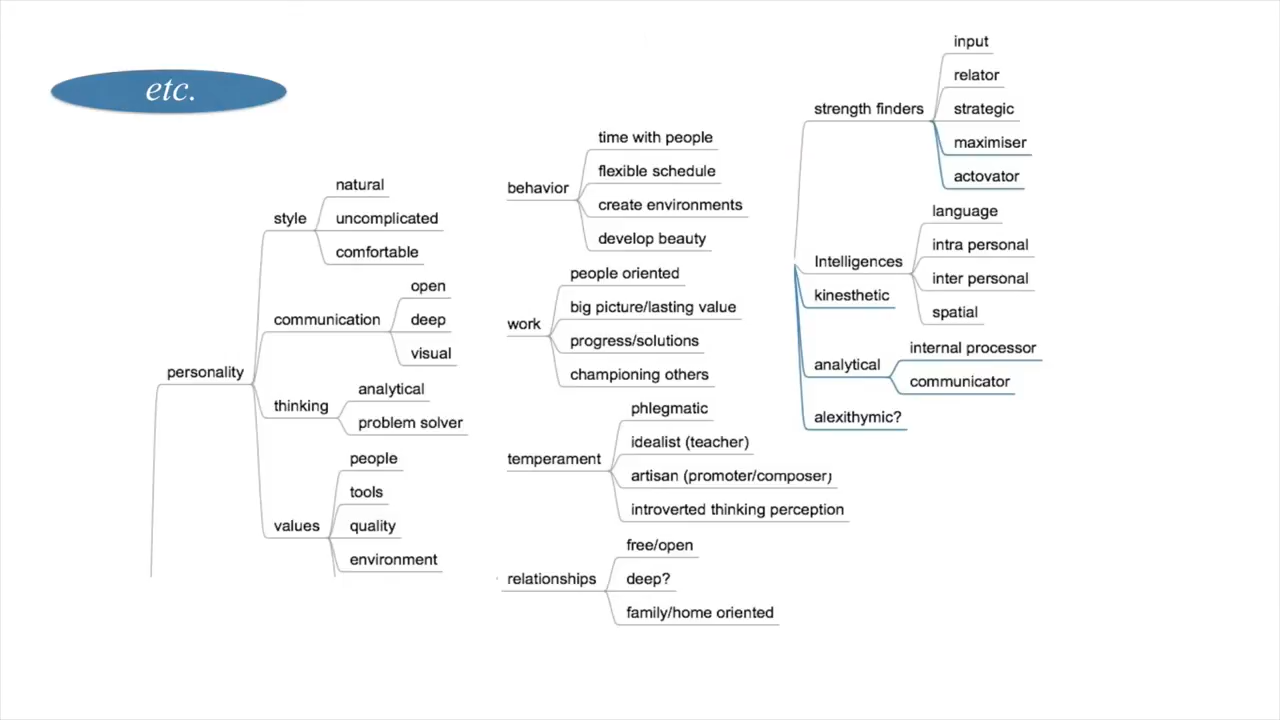 etc.
personality
style
natural
uncomplicated
comfortable
communication
open
deep
visual
thinking
analytical
problem solver
values
people
tools
quality
environment
behavior
time with people
flexible schedule
create environments
develop beauty
work
people oriented
big picture/lasting value
progress/solutions
championing others
temperament
phlegmatic
idealist (teacher)
artisan (promoter/composer)
introverted thinking perception
relationships
free/open
deep?
family/home oriented
strength finders
input
relator
strategic
maximiser
actovator
Intelligences
language
intra personal
inter personal
spatial
kinesthetic
analytical
internal processor
communicator
alexithymic?